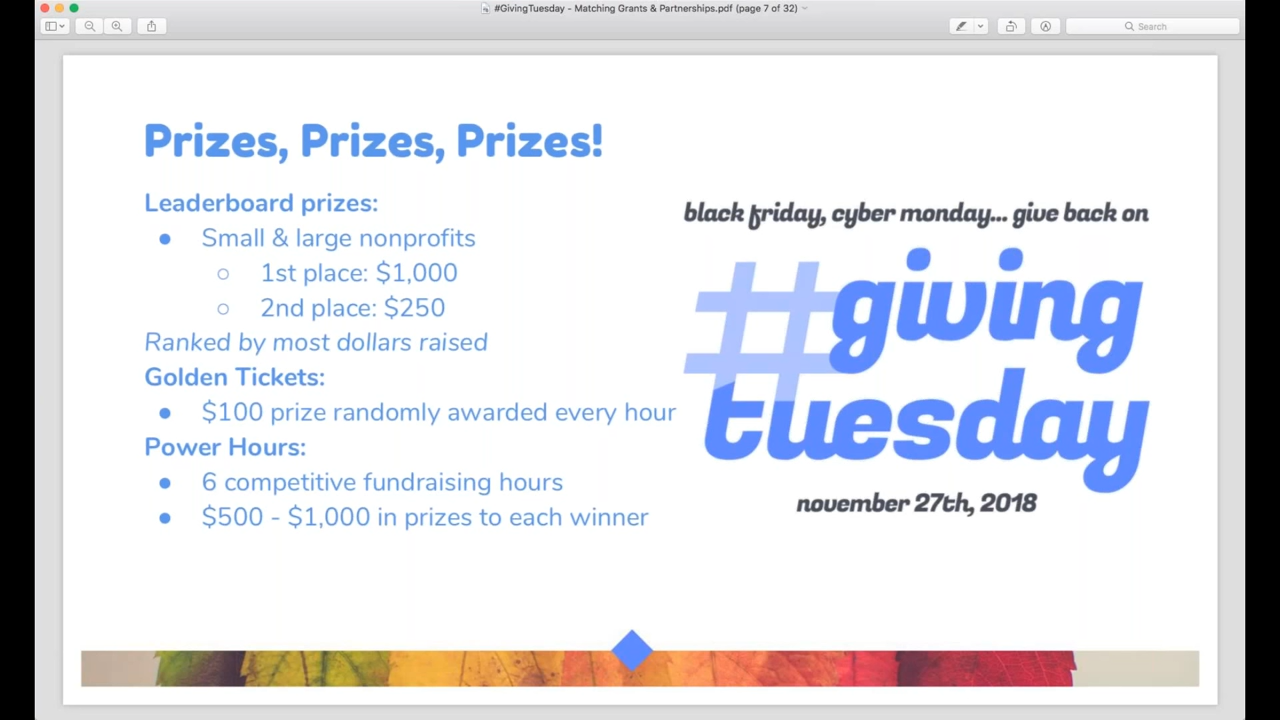 #GivingTuesday - Matching Grants & Partnerships.pdf (page 7 of 32)
Search
Prizes, Prizes, Prizes!
Leaderboard prizes:
● Small & large nonprofits
○ 1st place: $1,000
○ 2nd place: $250
Ranked by most dollars raised
Golden Tickets:
● $100 prize randomly awarded every hour
Power Hours:
● 6 competitive fundraising hours
● $500 - $1,000 in prizes to each winner
black friday, cyber monday... give back on
#giving
tuesday
november 27th, 2018